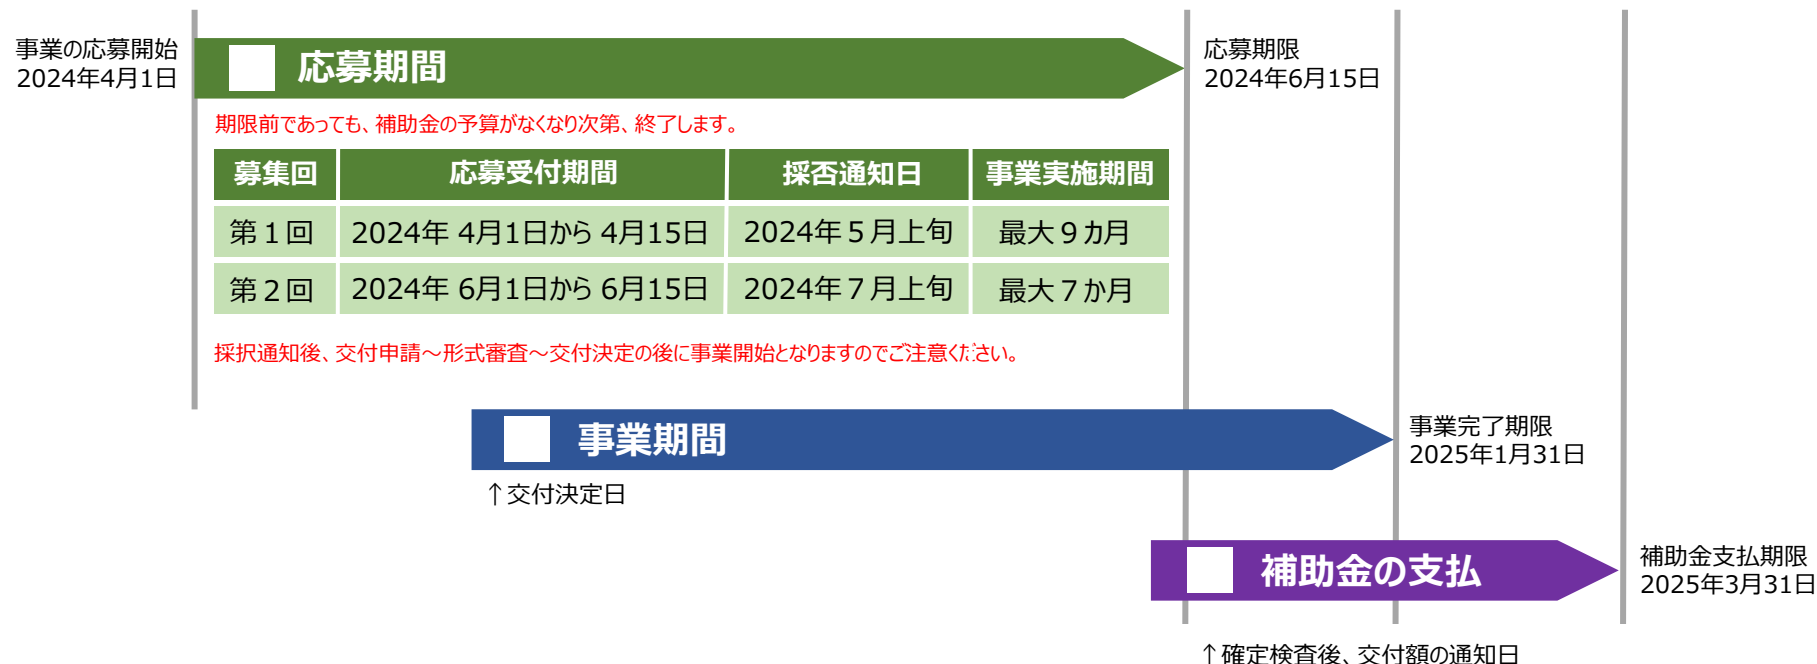 事業の応募開始
2024年4月1日
応募期間
応募期限
2024年6月15日
期限前であっても、補助金の予算がなくなり次第、終了します。
募集回 応募受付期間 採否通知日 事業実施期間
第1回 2024年 4月1日から 4月15日 2024年5月上旬 最大9カ月
第2回 2024年 6月1日から 6月15日 2024年7月上旬 最大7か月
採択通知後、交付申請～形式審査～交付決定の後に事業開始となりますのでご注意ください。
事業期間
事業完了期限
2025年1月31日
↑交付決定日
補助金の支払
補助金支払期限
2025年3月31日
↑確定検査後、交付額の通知日